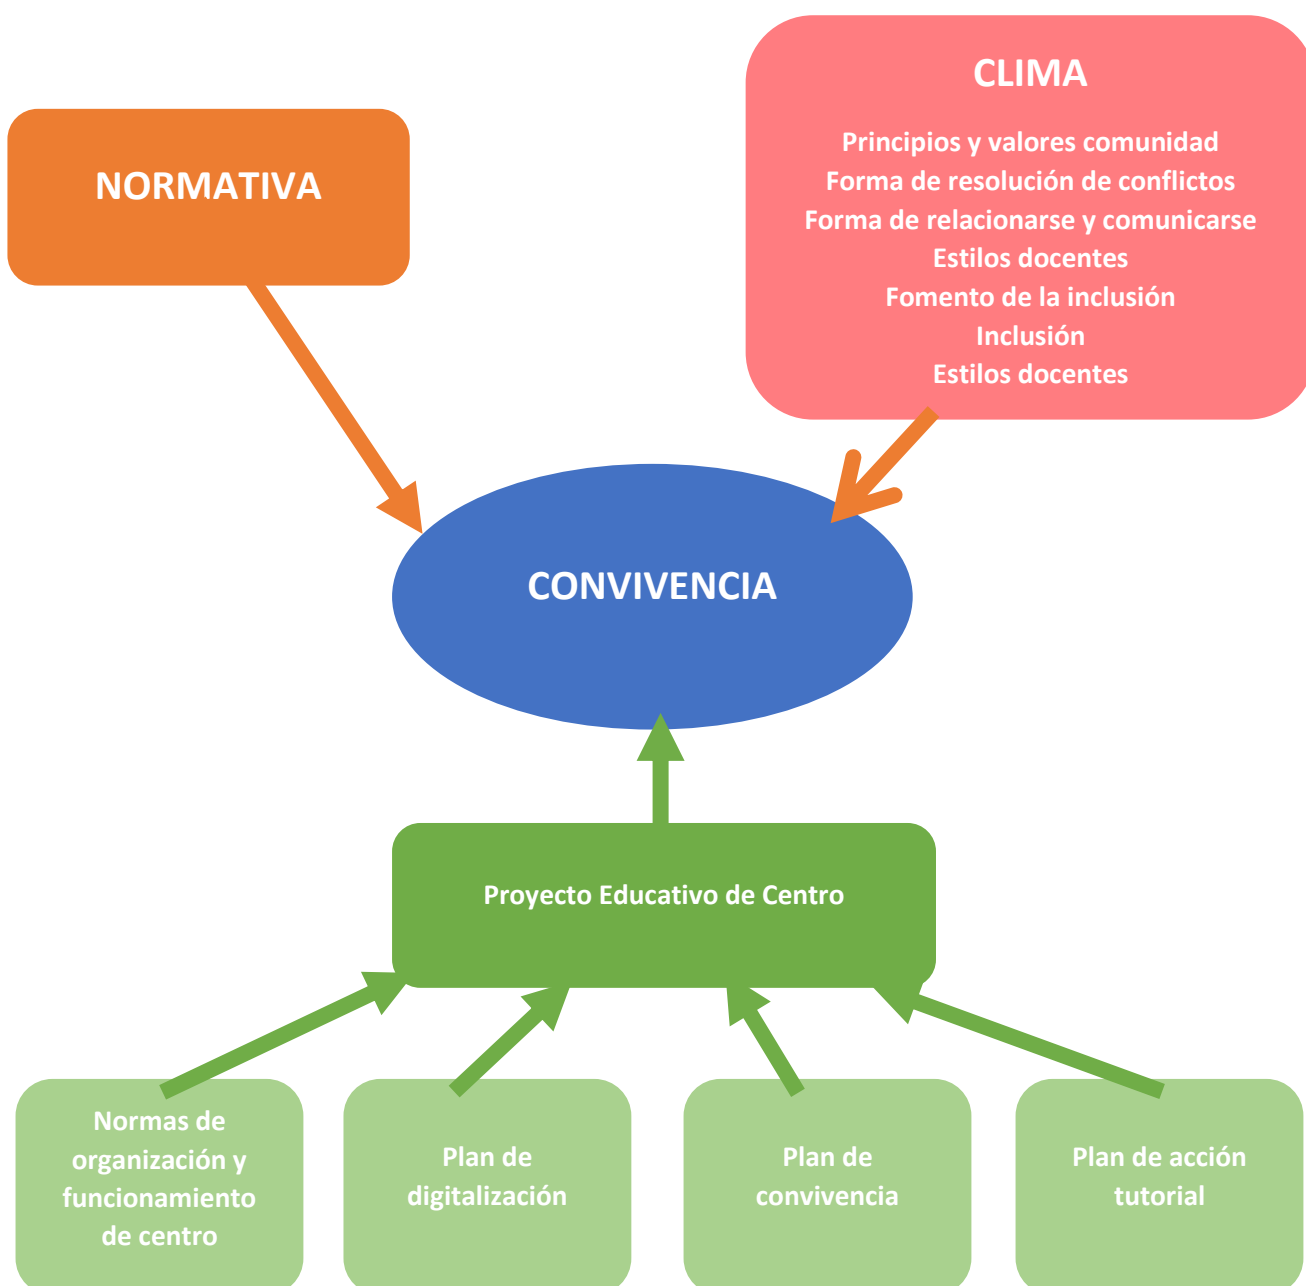 NORMATIVA
CLIMA
Principios y valores comunidad
Forma de resolución de conflictos
Forma de relacionarse y comunicarse
Estilos docentes
Fomento de la inclusión
Inclusión
Estilos docentes
CONVIVENCIA
Proyecto Educativo de Centro
Normas de
organización y
funcionamiento
de centro
Plan de
digitalización
Plan de
convivencia
Plan de acción
tutorial